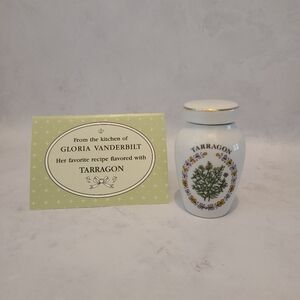 From the kitchen of
GLORIA VANDERBILT
Her favorite recipe flavored with
TARRAGON
TARRAGON